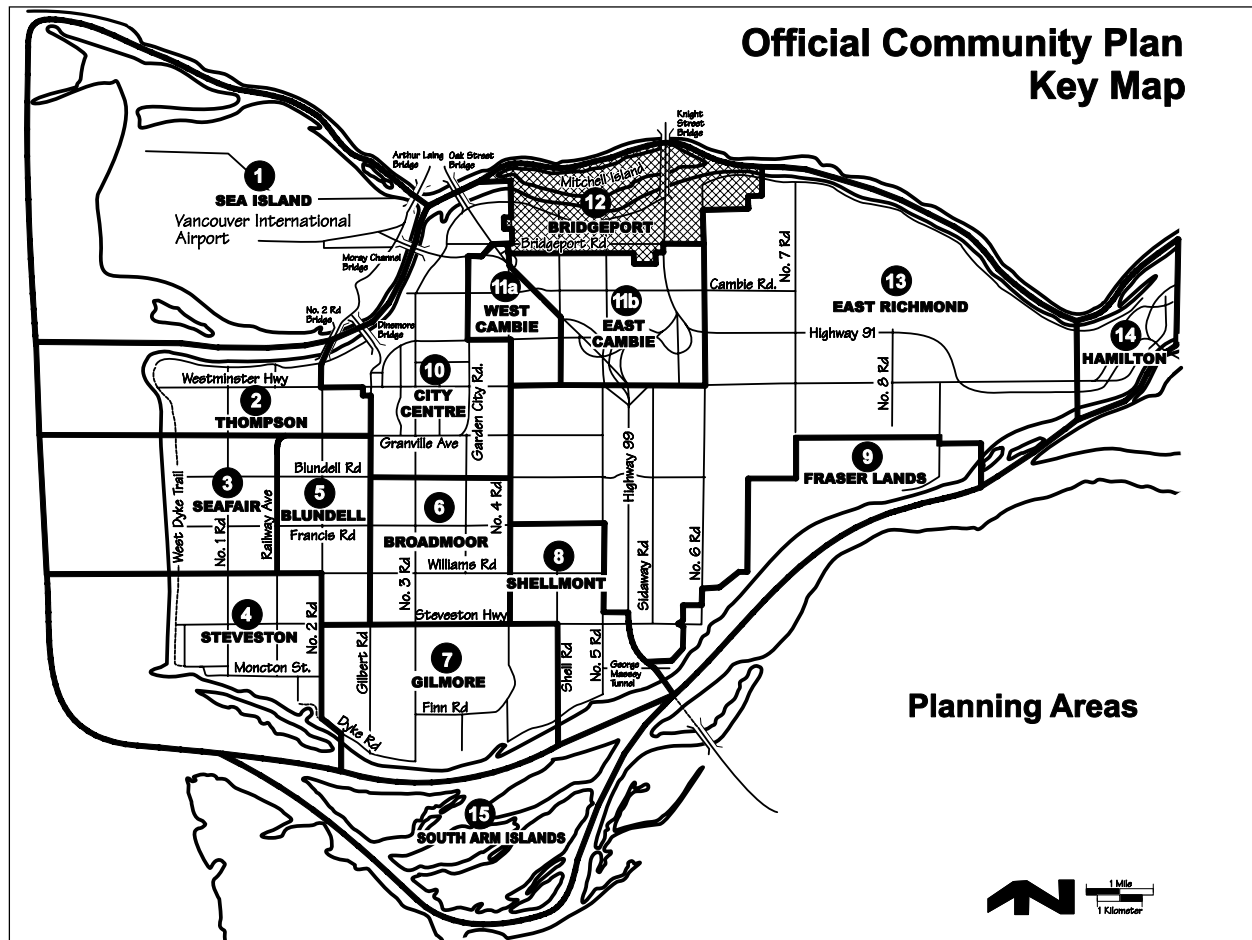 Official Community Plan
Key Map
Knight
Street
Bridge
Arthur Laing
Bridge
Oak Street
Bridge
Mitchell Island
1
SEA ISLAND
12
BRIDGEPORT
Vancouver International
Airport
Bridgeport Rd
No. 7 Rd
Moray Channel
Bridge
11a
WEST
CAMBIE
11b
EAST
CAMBIE
Cambie Rd.
13
EAST RICHMOND
No. 2 Rd
Bridge
Dinsmore
Bridge
Highway 91
14
HAMILTON
Westminster Hwy
10
CITY
CENTRE
Garden City Rd.
No. 8 Rd
2
THOMPSON
Granville Ave
Highway 99
9
FRASER LANDS
Blundell Rd
West Dyke Trail
3
SEAFAIR
No. 1 Rd
Railway Ave
5
BLUNDELL
Francis Rd
6
BROADMOOR
No. 4 Rd
Williams Rd
No. 3 Rd
8
SHELLMONT
Sidaway Rd
No. 6 Rd
Steveston Hwy
4
STEVESTON
No. 2 Rd
Moncton St.
Gilbert Rd
7
GILMORE
Finn Rd
Shell Rd
No. 5 Rd
George
Massey
Tunnel
Dyke Rd
Planning Areas
15
SOUTH ARM ISLANDS
1 Mile
1 Kilometer